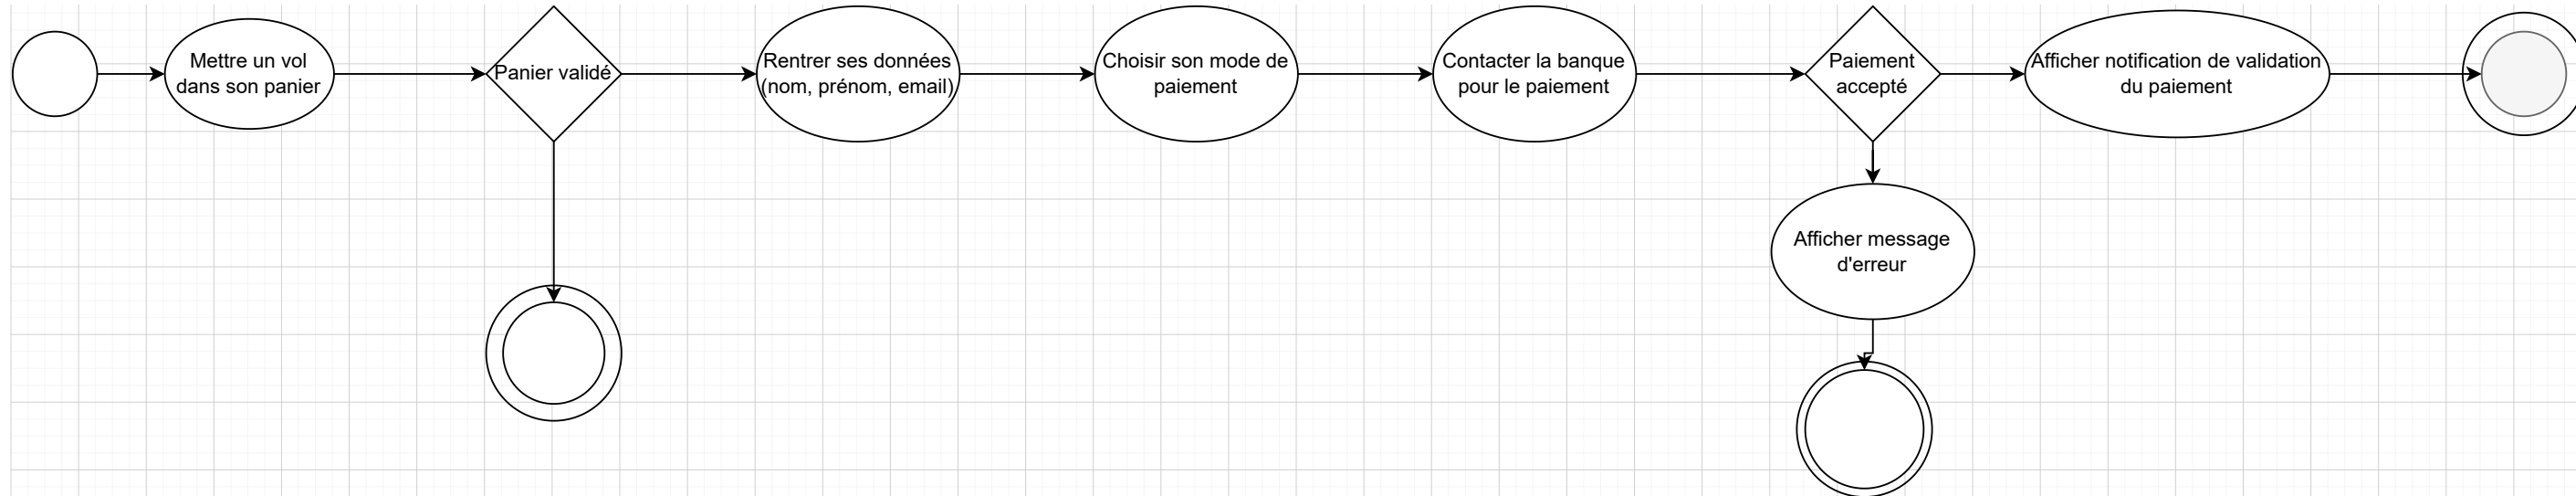 Mettre un vol
dans son panier
Panier validé
Rentrer ses données
(nom, prénom, email)
Choisir son mode de
paiement
Contacter la banque
pour le paiement
Paiement
accepté
Afficher notification de validation
du paiement
Afficher message
d'erreur